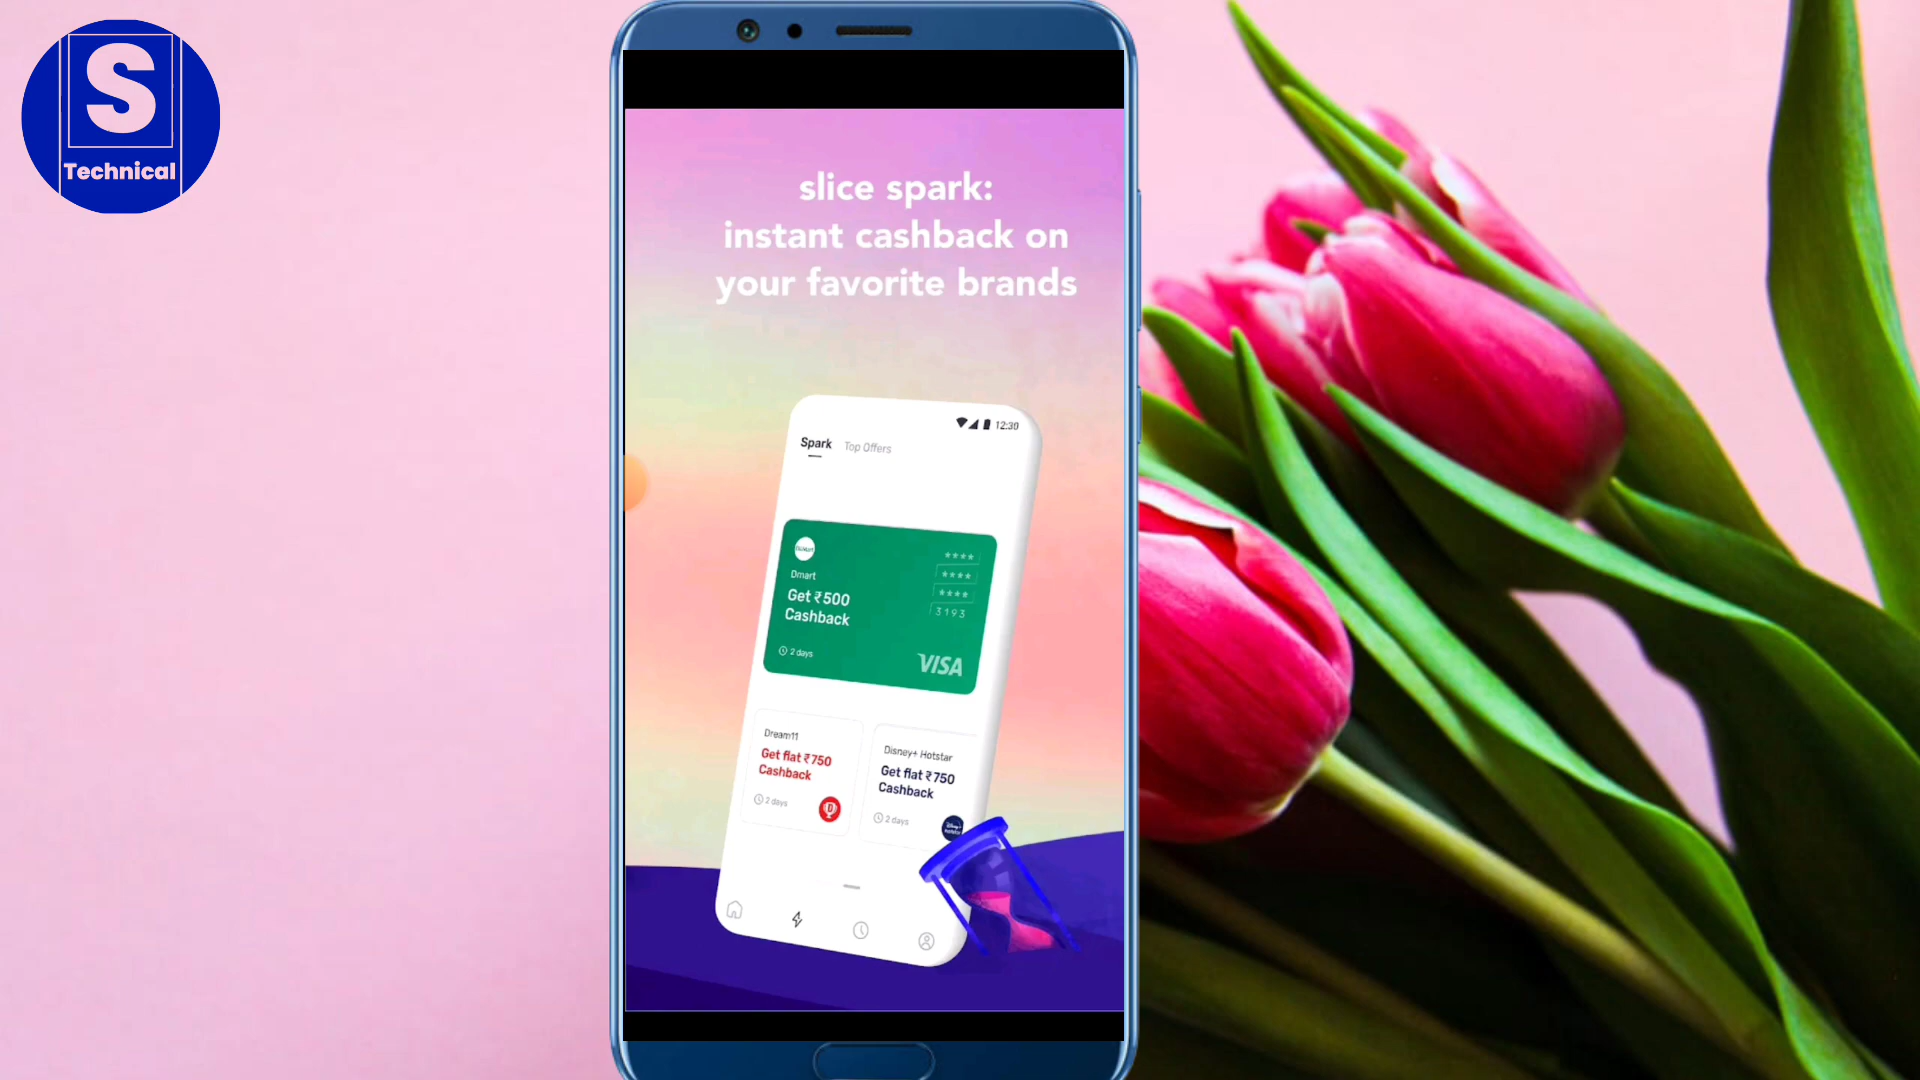 S
Technical
slice spark:
instant cashback on
your favorite brands
12:30
Spark
Top Offers
Dmart
Get ₹500
Cashback
2 days
****
****
****
3193
VISA
Dream11
Get flat ₹750
Cashback
2 days
Disney+ Hotstar
Get flat ₹750
Cashback
2 days